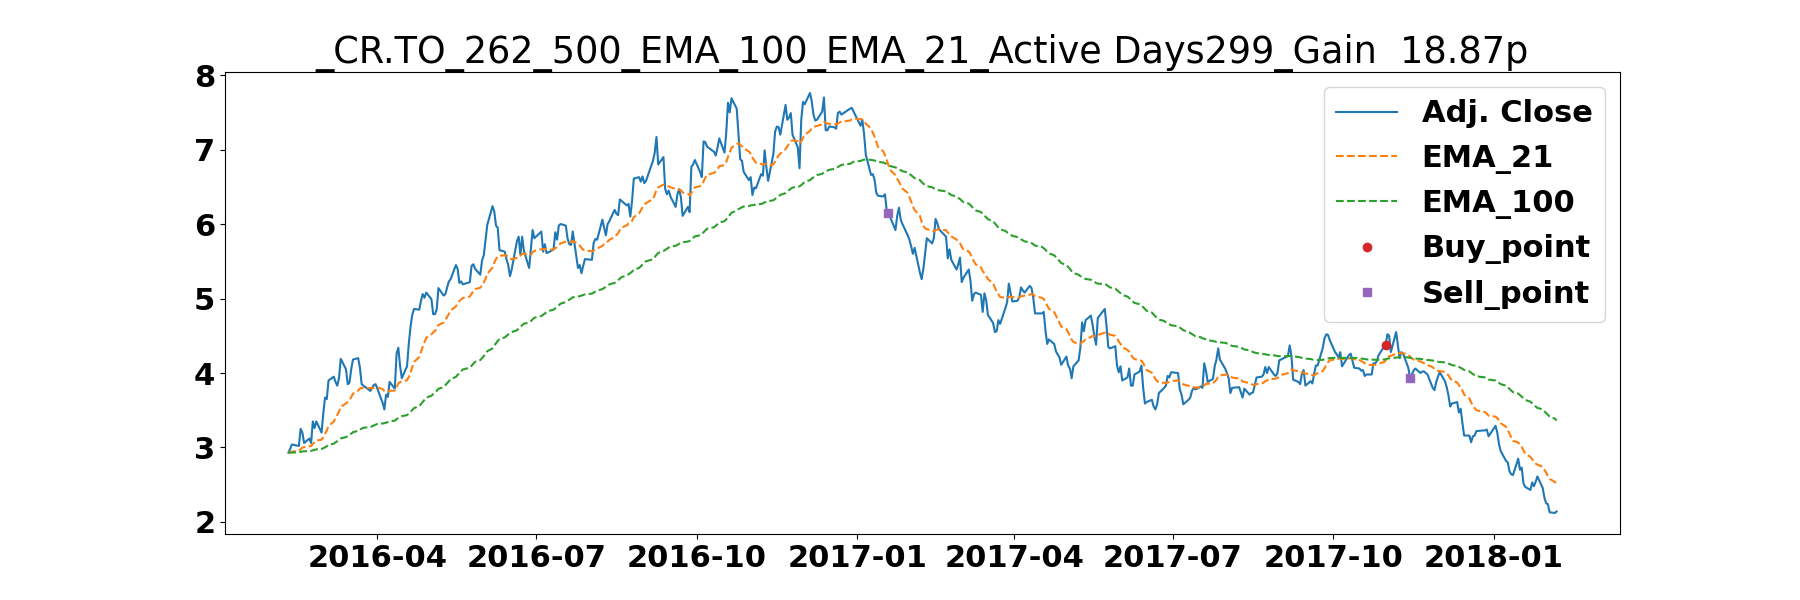 _CR.TO_262_500_EMA_100_EMA_21_Active Days299_Gain  18.87p
8
7
6
5
4
3
2
Adj. Close
EMA_21
EMA_100
Buy_point
Sell_point
2016-04 2016-07 2016-10 2017-01 2017-04 2017-07 2017-10 2018-01